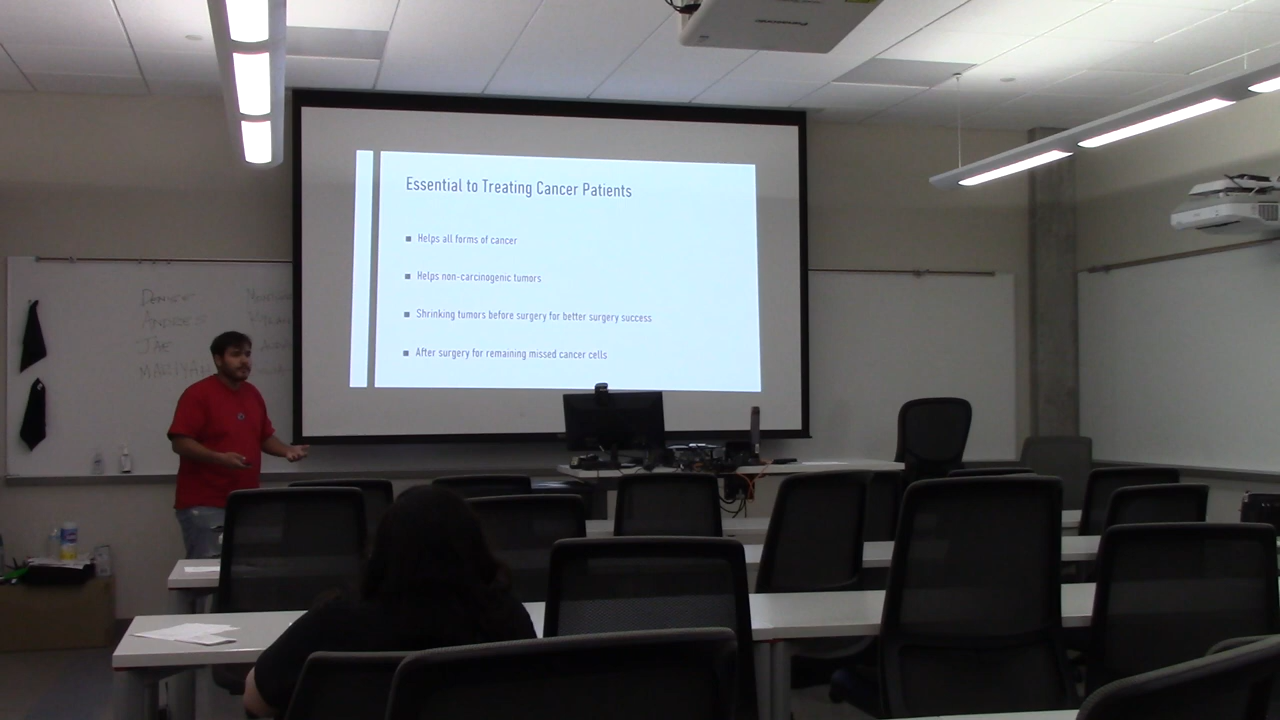 Essential to Treating Cancer Patients
Helps all forms of cancer
Helps non-carcinogenic tumors
Shrinking tumors before surgery for better surgery success
After surgery for remaining missed cancer cells
ANDRES
JAE